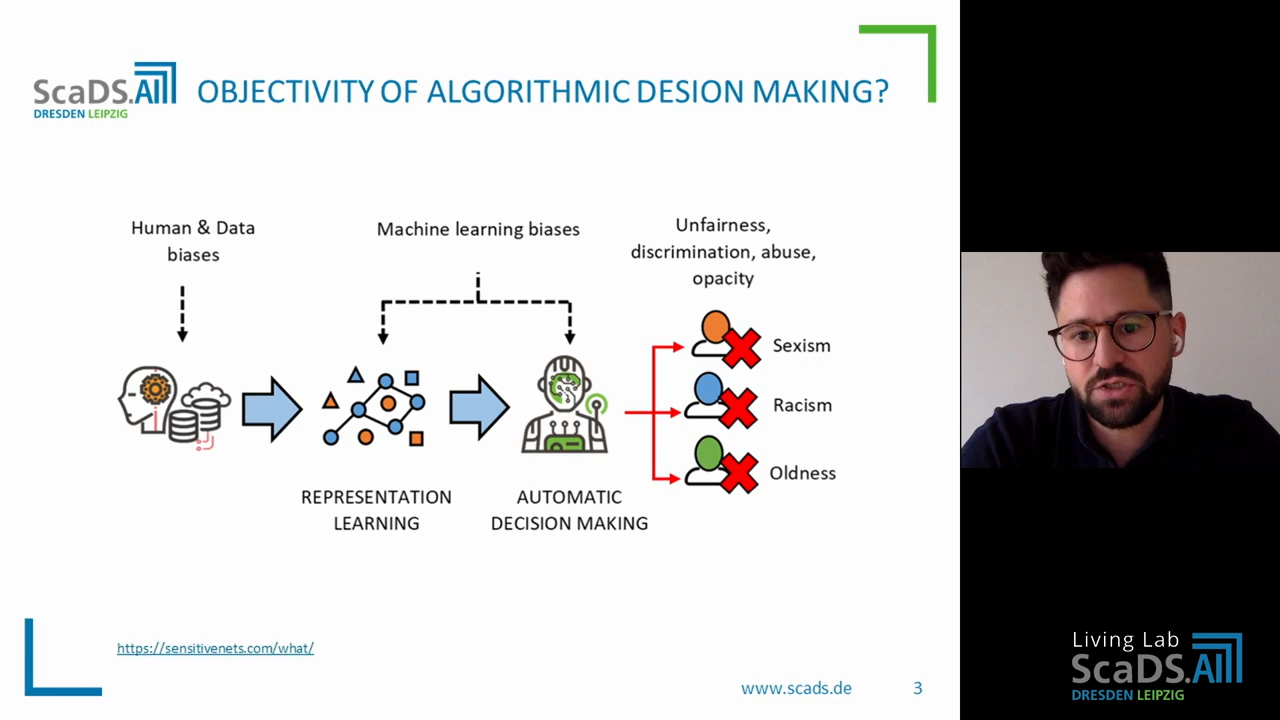 ScaDS.AI
DRESDEN LEIPZIG
OBJECTIVITY OF ALGORITHMIC DESION MAKING?
Human & Data
biases
Machine learning biases
Unfairness,
discrimination, abuse,
opacity
Sexism
Racism
Oldness
REPRESENTATION
LEARNING
AUTOMATIC
DECISION MAKING
https://sensitivenets.com/what/
www.scads.de
3
Living Lab
ScaDS.AI
DRESDEN LEIPZIG